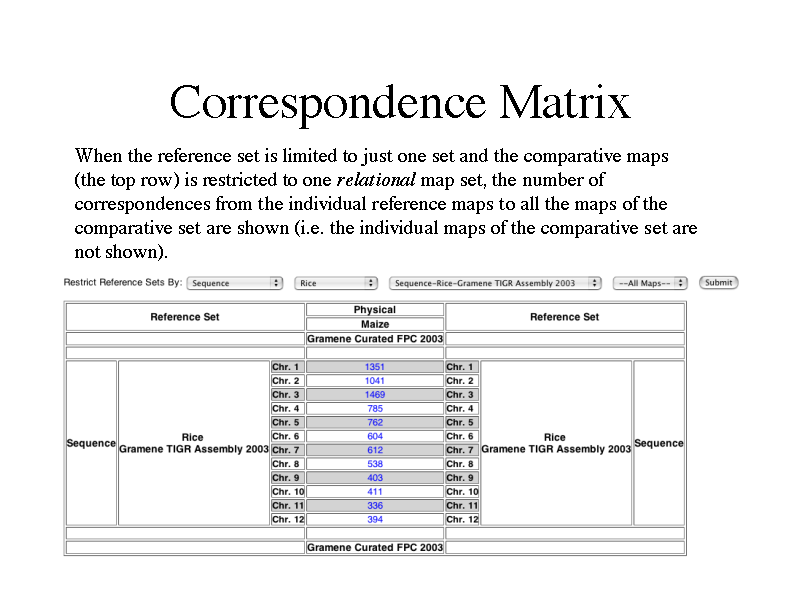 Correspondence Matrix
When the reference set is limited to just one set and the comparative maps
(the top row) is restricted to one relational map set, the number of
correspondences from the individual reference maps to all the maps of the
comparative set are shown (i.e. the individual maps of the comparative set are
not shown).
Restrict Reference Sets By: Sequence Rice Sequence-Rice-Gramene TIGR Assembly 2003 --All Maps-- Submit
Reference Set Physical Reference Set
Maize
Gramene Curated FPC 2003
Chr. 1 1351 Chr. 1
Chr. 2 1041 Chr. 2
Chr. 3 1469 Chr. 3
Chr. 4 785 Chr. 4
Chr. 5 762 Chr. 5
Rice Chr. 6 604 Chr. 6 Rice
Sequence Gramene TIGR Assembly 2003 Chr. 7 612 Chr. 7 Gramene TIGR Assembly 2003 Sequence
Chr. 8 538 Chr. 8
Chr. 9 403 Chr. 9
Chr. 10 411 Chr. 10
Chr. 11 336 Chr. 11
Chr. 12 394 Chr. 12
Gramene Curated FPC 2003